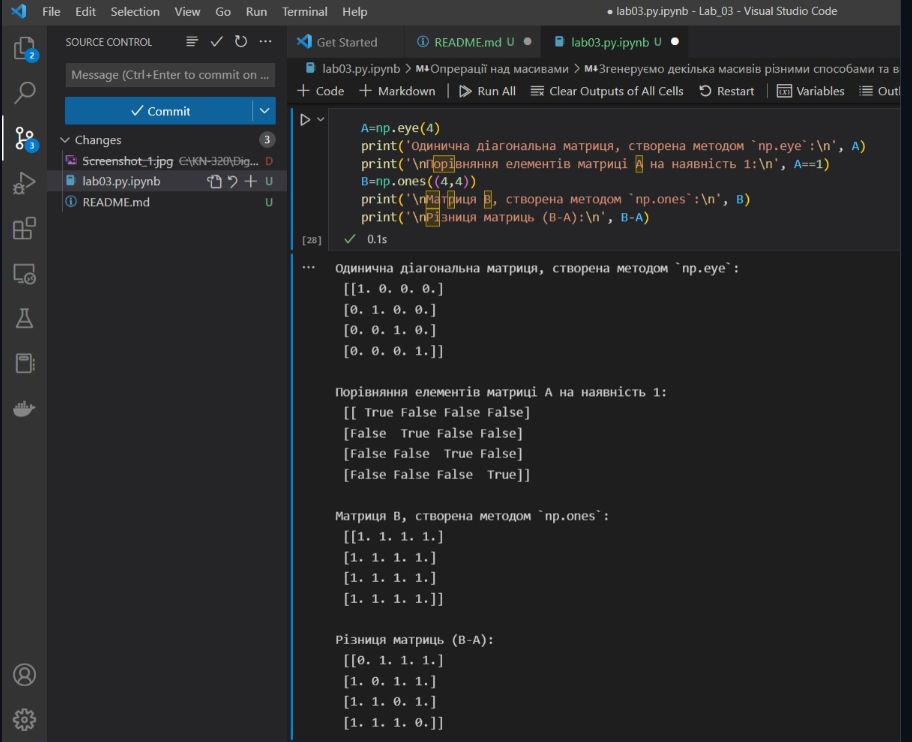 File Edit Selection View Go Run Terminal Help
● lab03.py.ipynb - Lab_03 - Visual Studio Code
SOURCE CONTROL
Message (Ctrl+Enter to commit on ...
Commit
Changes 3
Screenshot_1.jpg C:\KN-320\Dig... D
lab03.py.ipynb U
README.md U
2
3
Get Started
README.md U
lab03.py.ipynb U
lab03.py.ipynb > M↓Опрерації над масивами > M↓Згенеруємо декілька масивів різними способами та в
+ Code + Markdown Run All Clear Outputs of All Cells Restart Variables Out
A=np.eye(4)
print('Одинична діагональна матриця, створена методом `np.eye`:\n', A)
print('\nПорівняння елементів матриці А на наявність 1:\n', A==1)
B=np.ones((4,4))
print('\nМатриця В, створена методом `np.ones`:\n', B)
print('\nРізниця матриць (B-A):\n', B-A)
[28] 0.1s
... Одинична діагональна матриця, створена методом `np.eye`:
[[1. 0. 0. 0.]
[0. 1. 0. 0.]
[0. 0. 1. 0.]
[0. 0. 0. 1.]]
Порівняння елементів матриці А на наявність 1:
[[ True False False False]
[False  True False False]
[False False  True False]
[False False False  True]]
Матриця В, створена методом `np.ones`:
[[1. 1. 1. 1.]
[1. 1. 1. 1.]
[1. 1. 1. 1.]
[1. 1. 1. 1.]]
Різниця матриць (B-A):
[[0. 1. 1. 1.]
[1. 0. 1. 1.]
[1. 1. 0. 1.]
[1. 1. 1. 0.]]